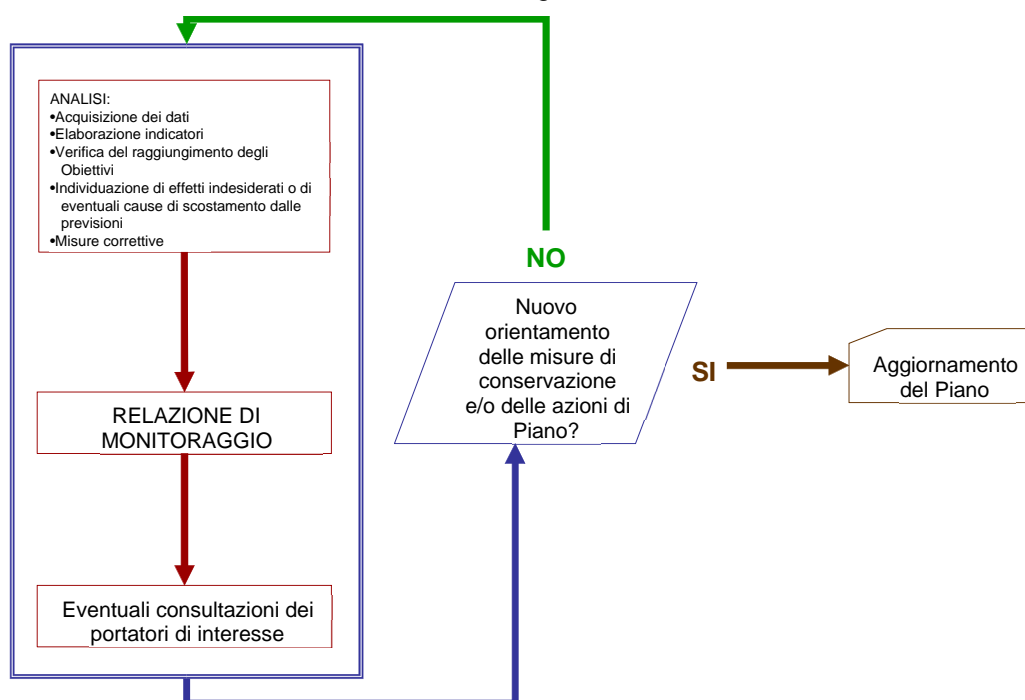 ANALISI:
•Acquisizione dei dati
•Elaborazione indicatori
•Verifica del raggiungimento degli
Obiettivi
•Individuazione di effetti indesiderati o di
eventuali cause di scostamento dalle
previsioni
•Misure correttive
RELAZIONE DI
MONITORAGGIO
Eventuali consultazioni dei
portatori di interesse
NO
Nuovo
orientamento
delle misure di
conservazione
e/o delle azioni di
Piano?
SI
Aggiornamento
del Piano